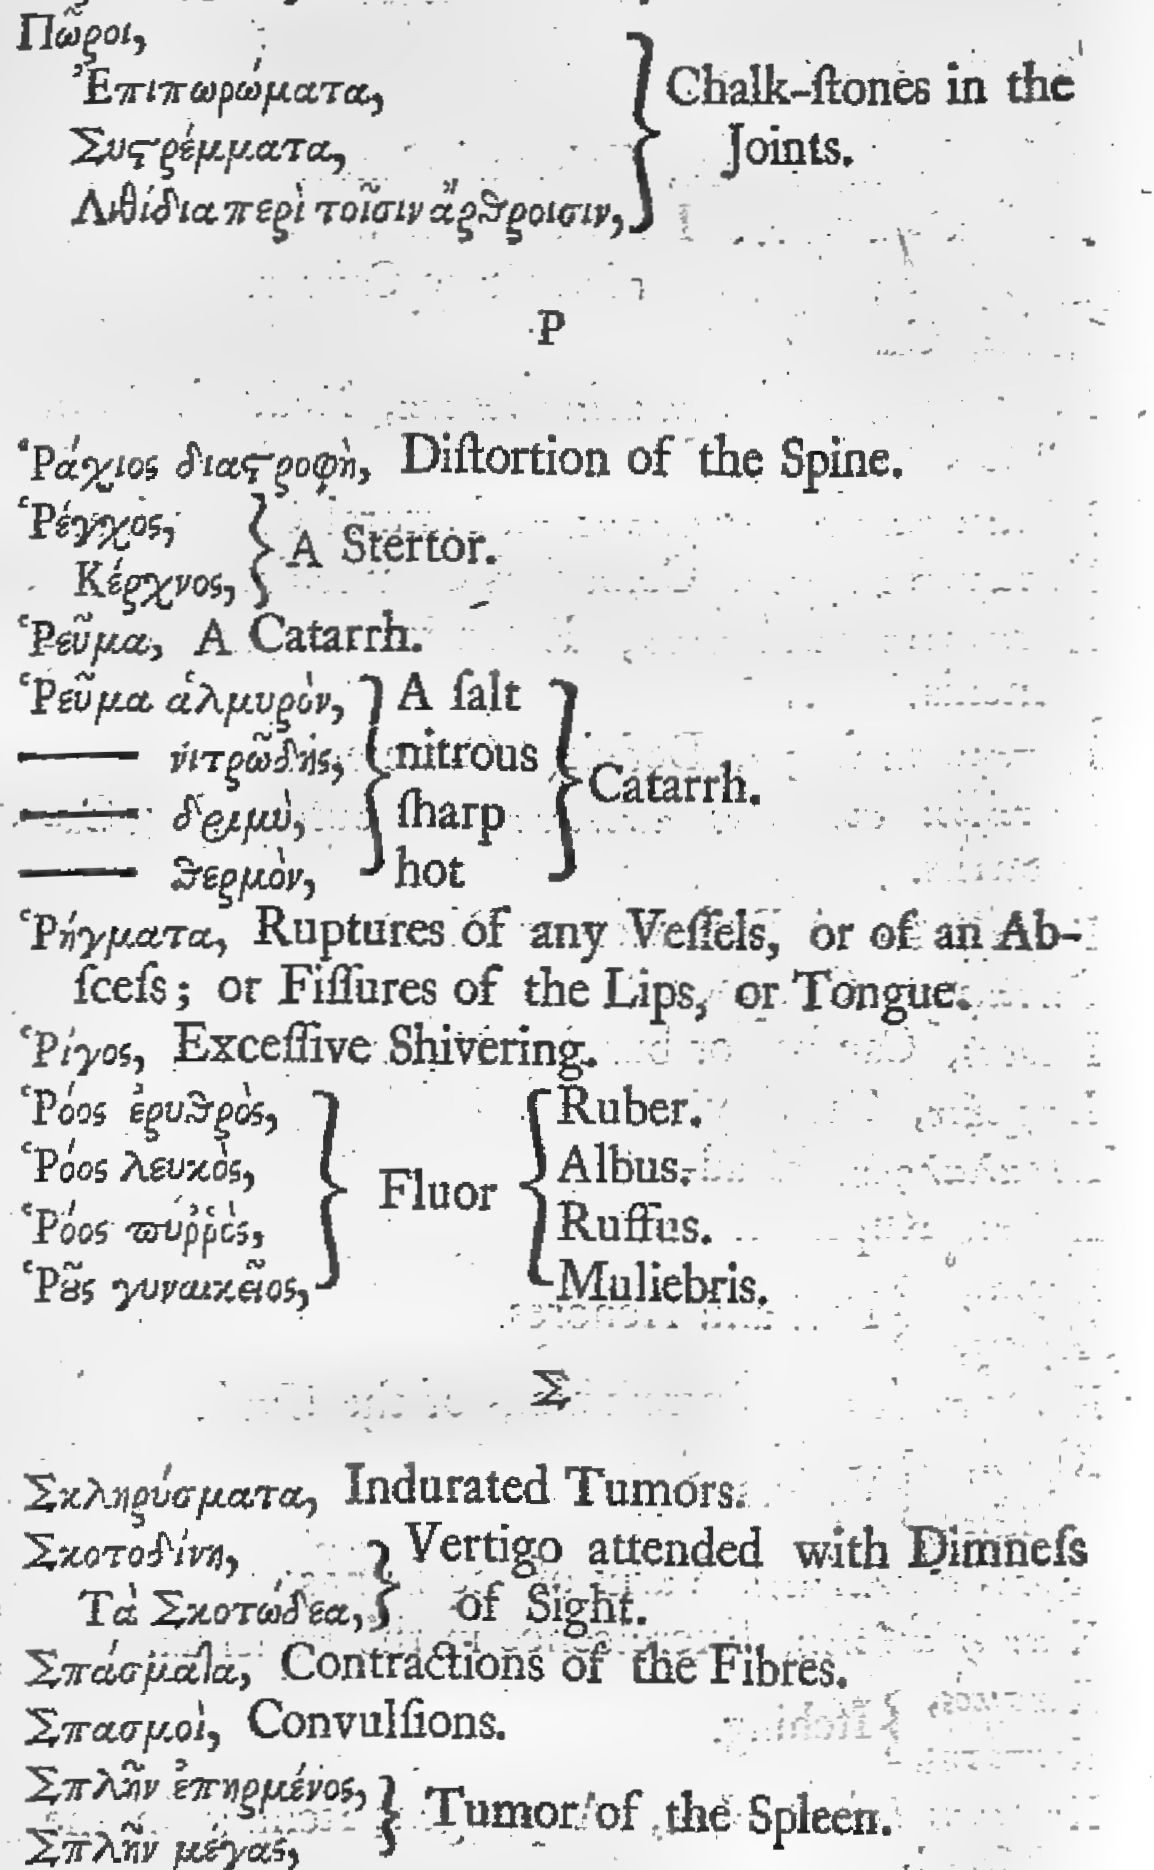 Πῶροι,
Ἐπιπωρώματα,
Συϛρέμματα,
Λιθίδια περὶ τοῖσιν ἄρθροισιν,
} Chalk-ſtones in the
Joints.
Ρ
Ῥάχιος διαϛροφὴ, Diſtortion of the Spine.
Ῥέγχος,
Κέρχνος,
} A Stertor.
Ῥεῦμα, A Catarrh.
Ῥεῦμα ἁλμυρὸν, } A ſalt
—— νιτρῶδης, nitrous
—— δριμὺ, ſharp
—— θερμὸν, hot
} Catarrh.
Ῥήγματα, Ruptures of any Veſſels, or of an Ab-
ſceſs; or Fiſſures of the Lips, or Tongue.
Ῥίγος, Exceſſive Shivering.
Ῥόος ἐρυθρὸς,
Ῥόος λευκὸς,
Ῥόος ϖυῤῥὸς,
Ῥȣ͂ς γυναικεῖος,
} Fluor {
Ruber.
Albus.
Ruffus.
Muliebris.
Σ
Σκληρύσματα, Indurated Tumors.
Σκοτοδίνη,
Τὰ Σκοτώδεα,
} Vertigo attended with Dimneſs
of Sight.
Σπάσματα, Contractions of the Fibres.
Σπασμοὶ, Convulſions.
Σπλῆν ἐπηρμένος,
Σπλῆν μέγας,
} Tumor of the Spleen.